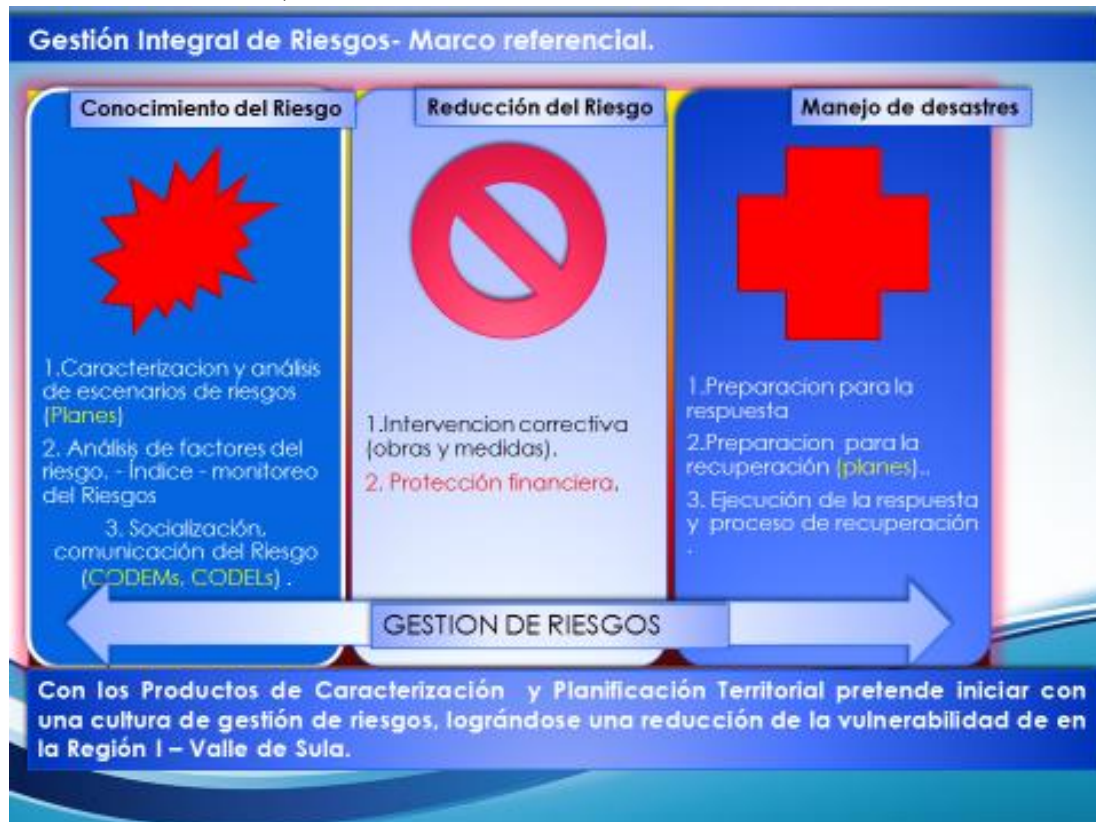 Gestión Integral de Riesgos- Marco referencial.
Conocimiento del Riesgo
1.Caracterizacion y análisis
de escenarios de riesgos
(Planes)
2. Análisis de factores del
riesgo. - Índice - monitoreo
del Riesgos
3. Socialización,
comunicación del Riesgo
(CODEMs, CODELs) .
Reducción del Riesgo
1.Intervencion correctiva
(obras y medidas).
2. Protección financiera.
Manejo de desastres
1.Preparacion para la
respuesta
2.Preparacion para la
recuperación (planes)..
3. Ejecución de la respuesta
y proceso de recuperación
.
GESTION DE RIESGOS
Con los Productos de Caracterización y Planificación Territorial pretende iniciar con
una cultura de gestión de riesgos, lográndose una reducción de la vulnerabilidad de en
la Región I – Valle de Sula.